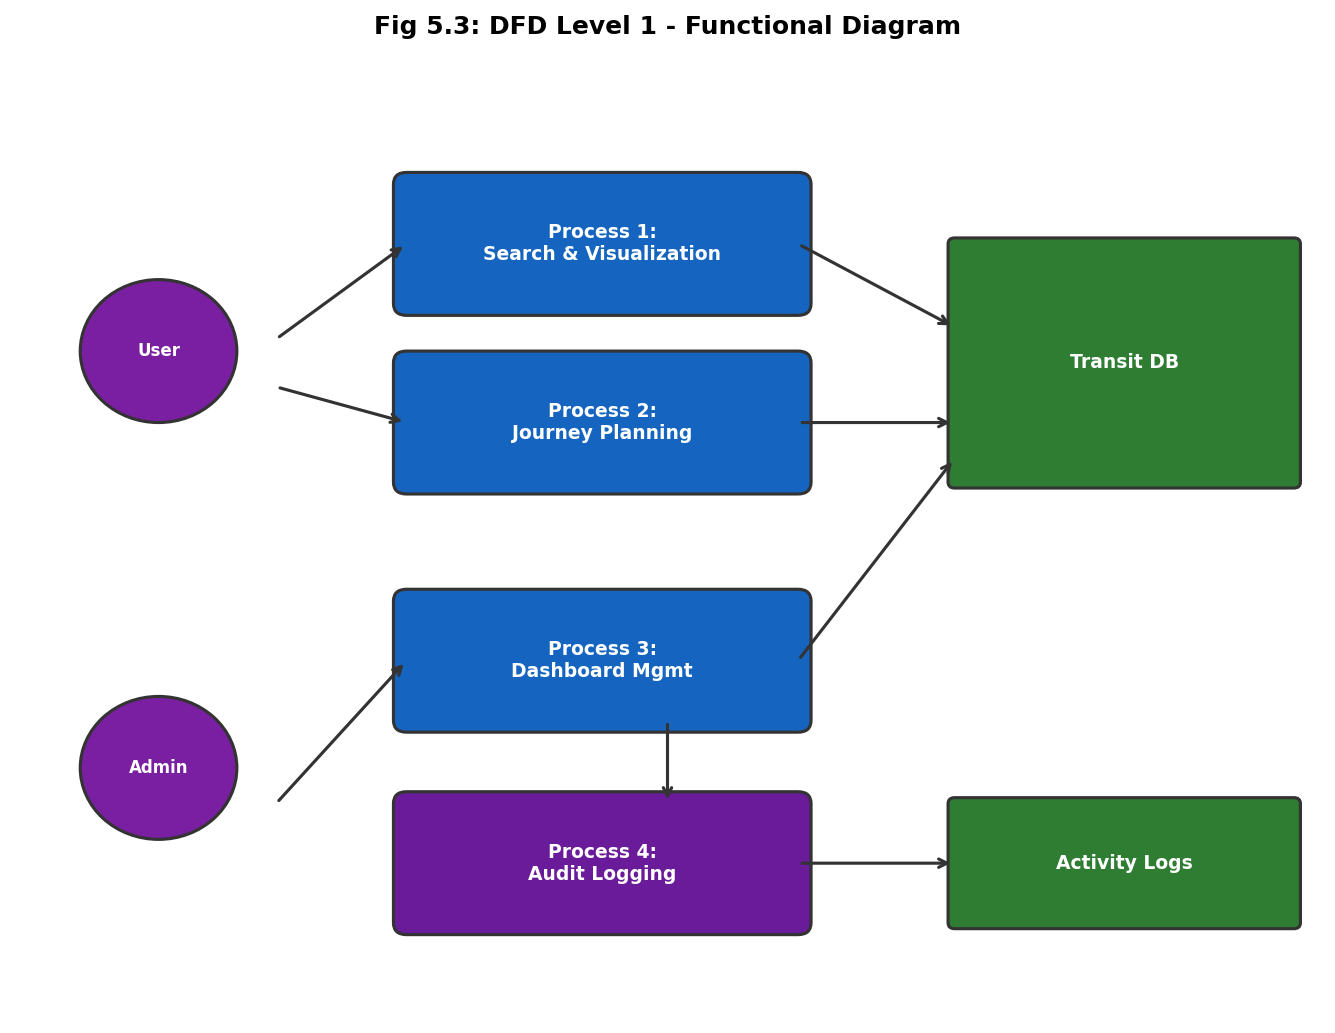 Fig 5.3: DFD Level 1 - Functional Diagram
Process 1:
Search & Visualization
User
Transit DB
Process 2:
Journey Planning
Process 3:
Dashboard Mgmt
Admin
Process 4:
Audit Logging
Activity Logs